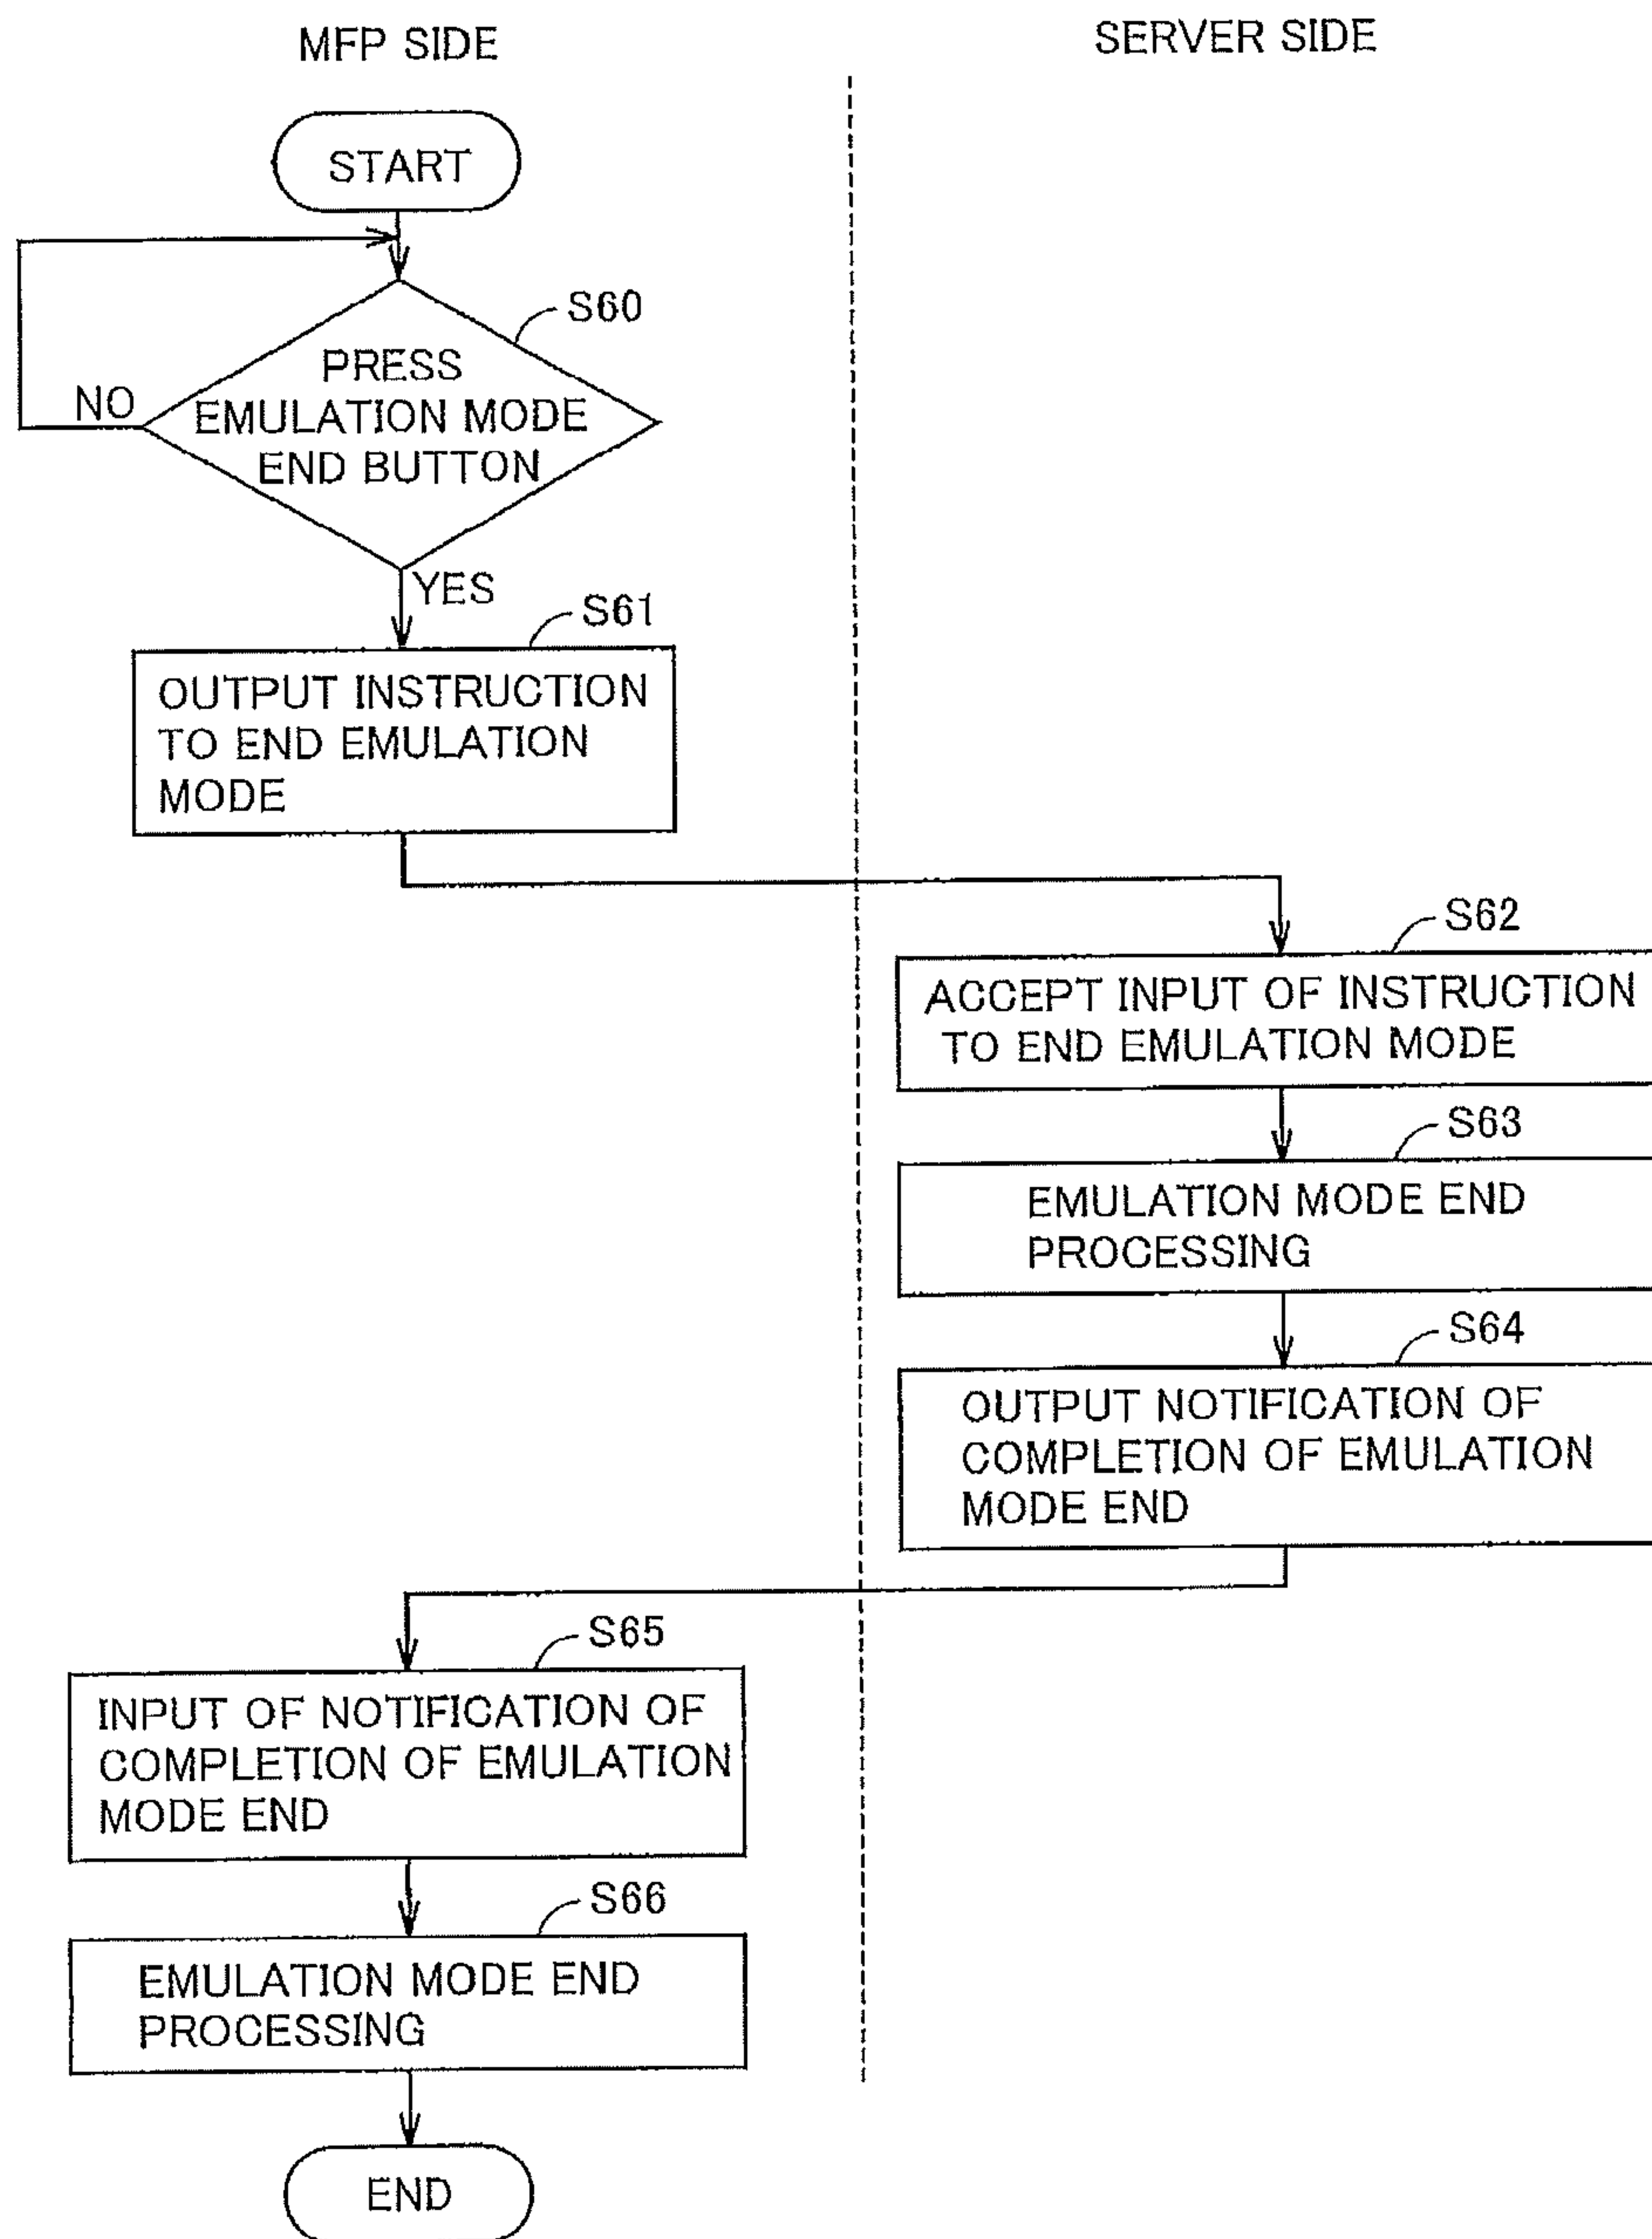 MFP SIDE
SERVER SIDE
START
S60
PRESS
EMULATION MODE
END BUTTON
NO
YES
S61
OUTPUT INSTRUCTION
TO END EMULATION
MODE
S62
ACCEPT INPUT OF INSTRUCTION
TO END EMULATION MODE
S63
EMULATION MODE END
PROCESSING
S64
OUTPUT NOTIFICATION OF
COMPLETION OF EMULATION
MODE END
S65
INPUT OF NOTIFICATION OF
COMPLETION OF EMULATION
MODE END
S66
EMULATION MODE END
PROCESSING
END